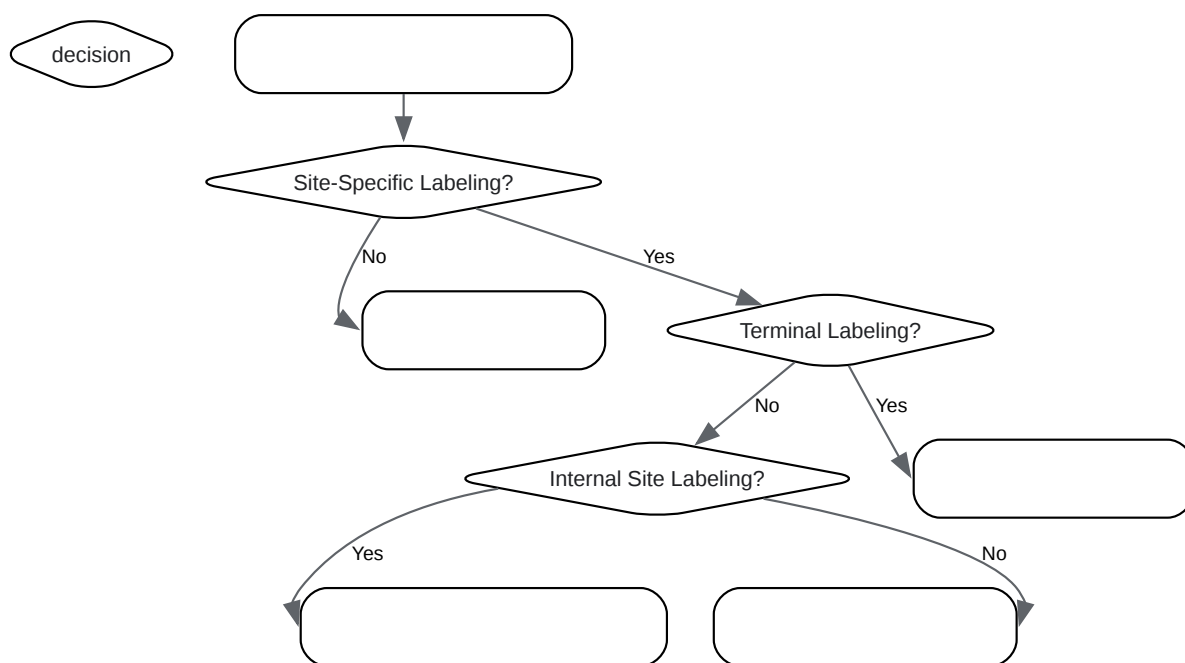 decision
Site-Specific Labeling?
No
Yes
Terminal Labeling?
No
Yes
Internal Site Labeling?
Yes
No